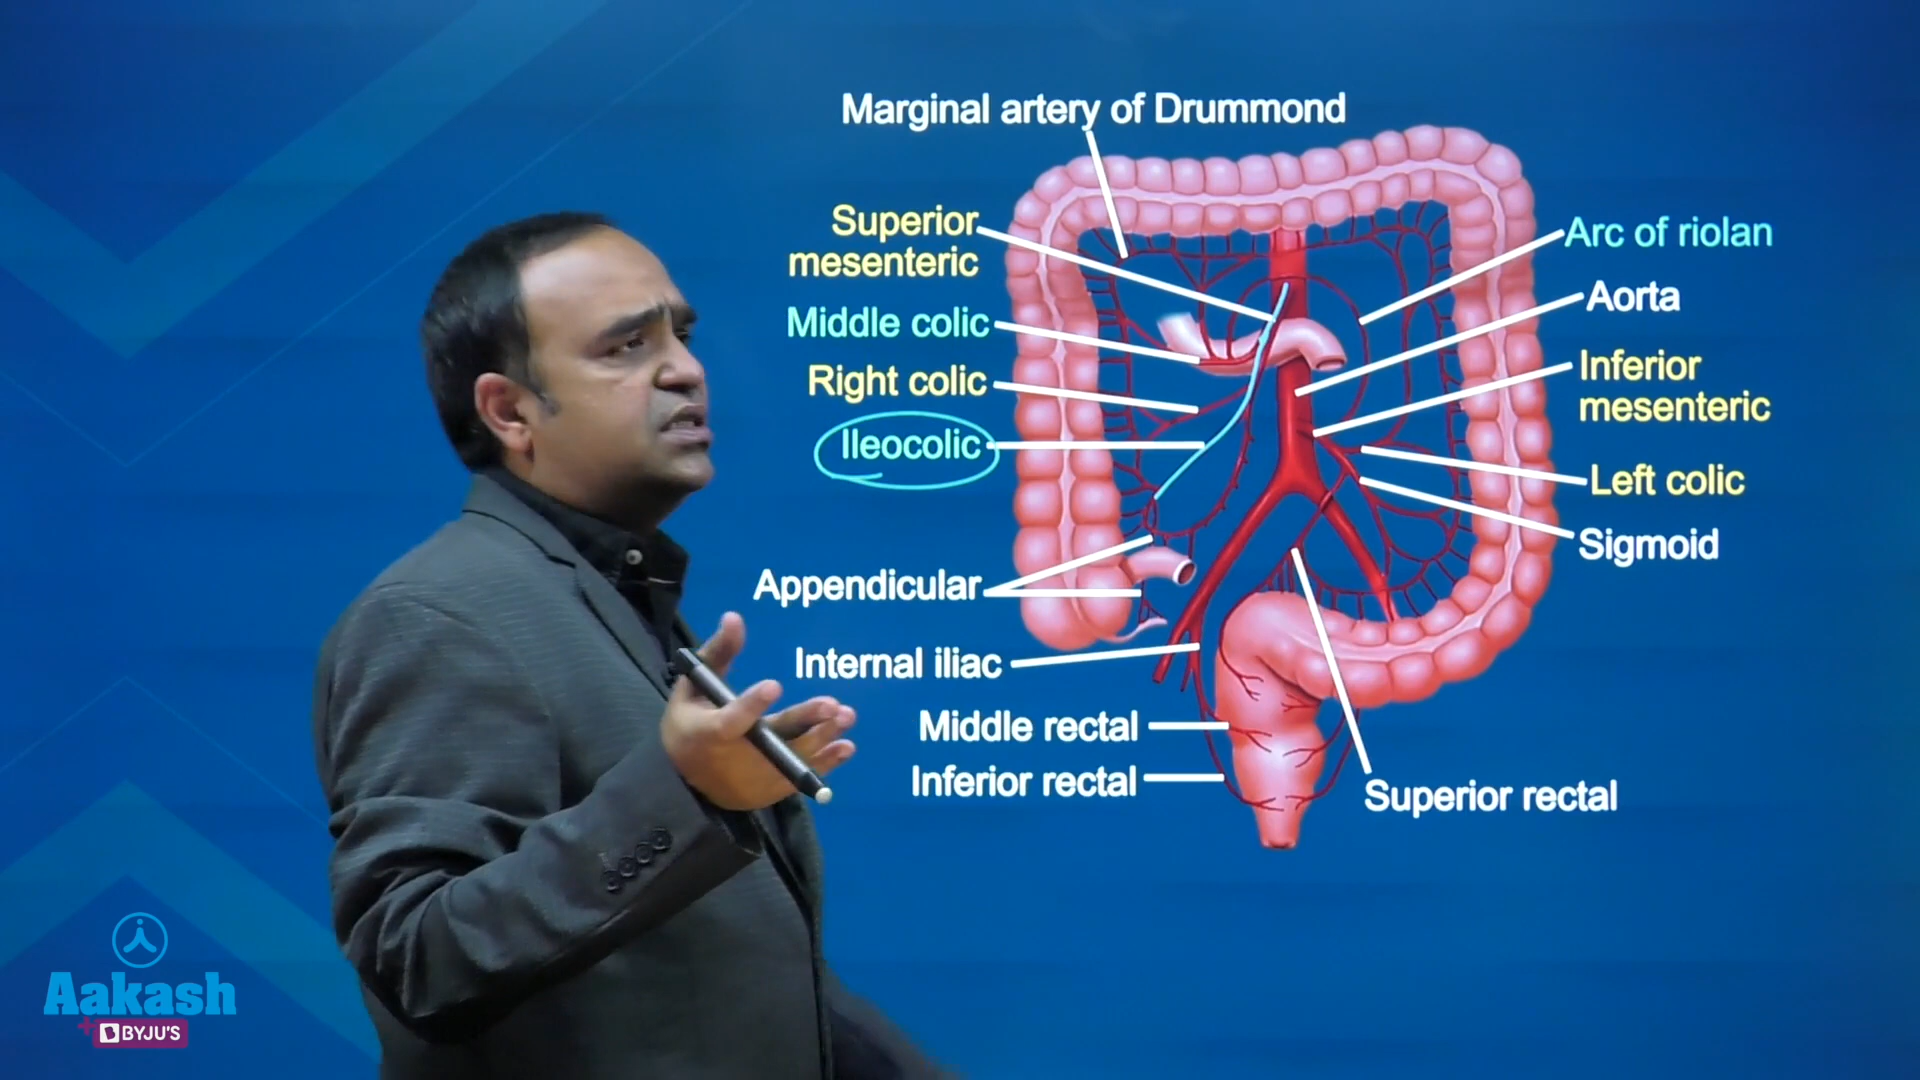 Marginal artery of Drummond
Superior
mesenteric
Middle colic
Right colic
Ileocolic
Appendicular
Internal iliac
Middle rectal
Inferior rectal
Arc of riolan
Aorta
Inferior
mesenteric
Left colic
Sigmoid
Superior rectal
Aakash
+ BYJU'S